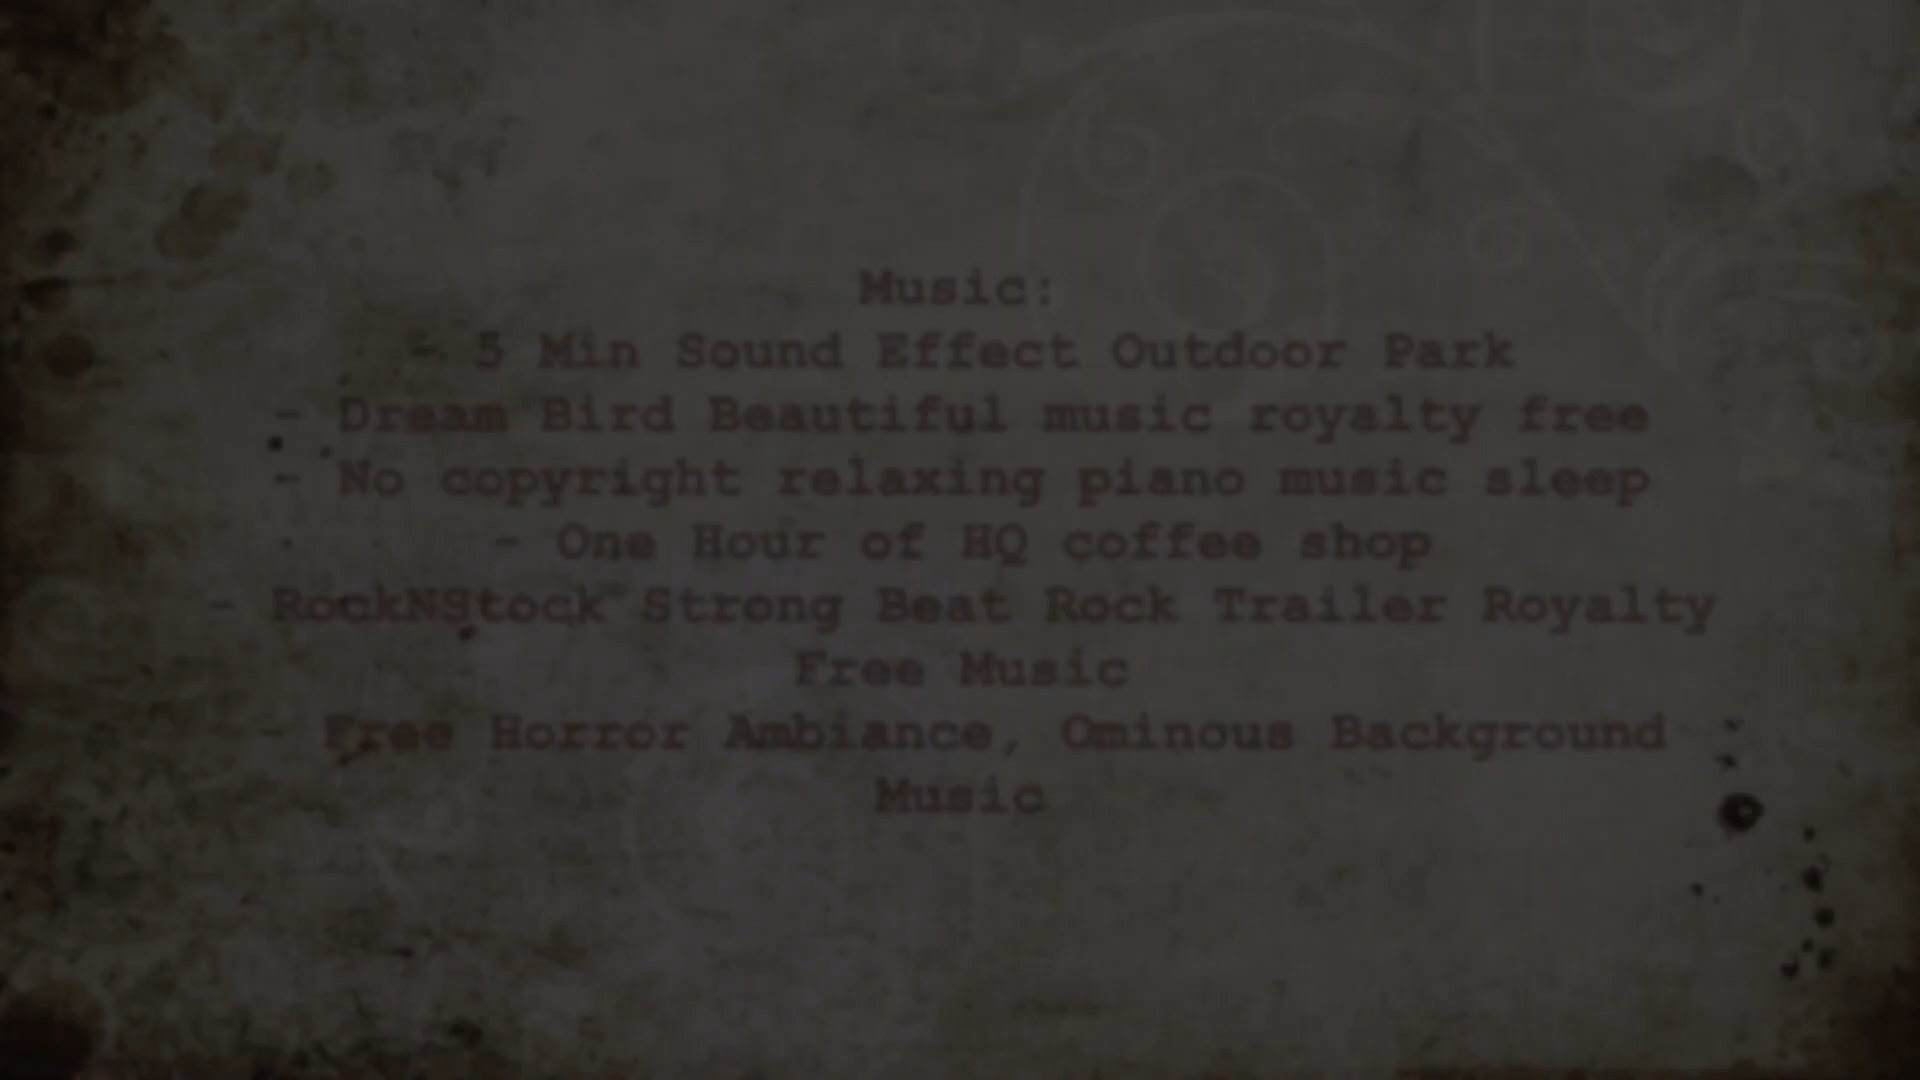 Music:
- 5 Min Sound Effect Outdoor Park
- Dream Bird Beautiful music royalty free
- No copyright relaxing piano music sleep
- One Hour of HQ coffee shop
- RockNStock Strong Beat Rock Trailer Royalty
Free Music
- Free Horror Ambiance, Ominous Background
Music